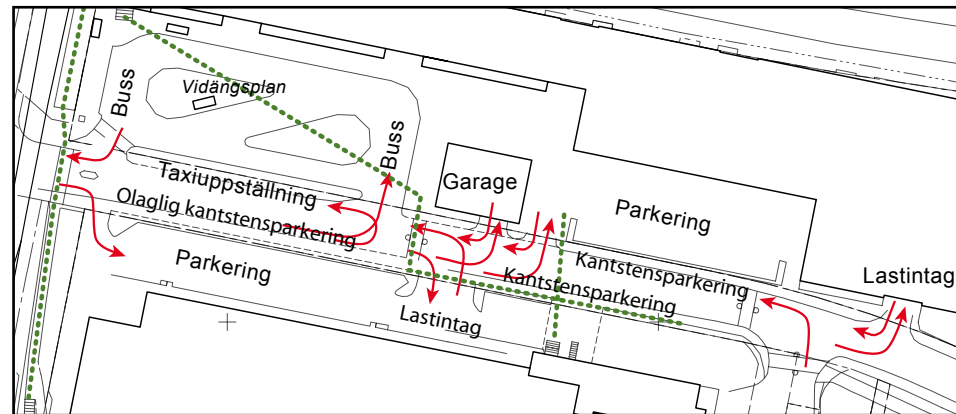 Buss
Vidängsplan
Buss
Taxiuppställning
Olaglig kantstensparkering
Garage
Parkering
Parkering
Kantstensparkering
Kantstensparkering
Lastintag
Lastintag